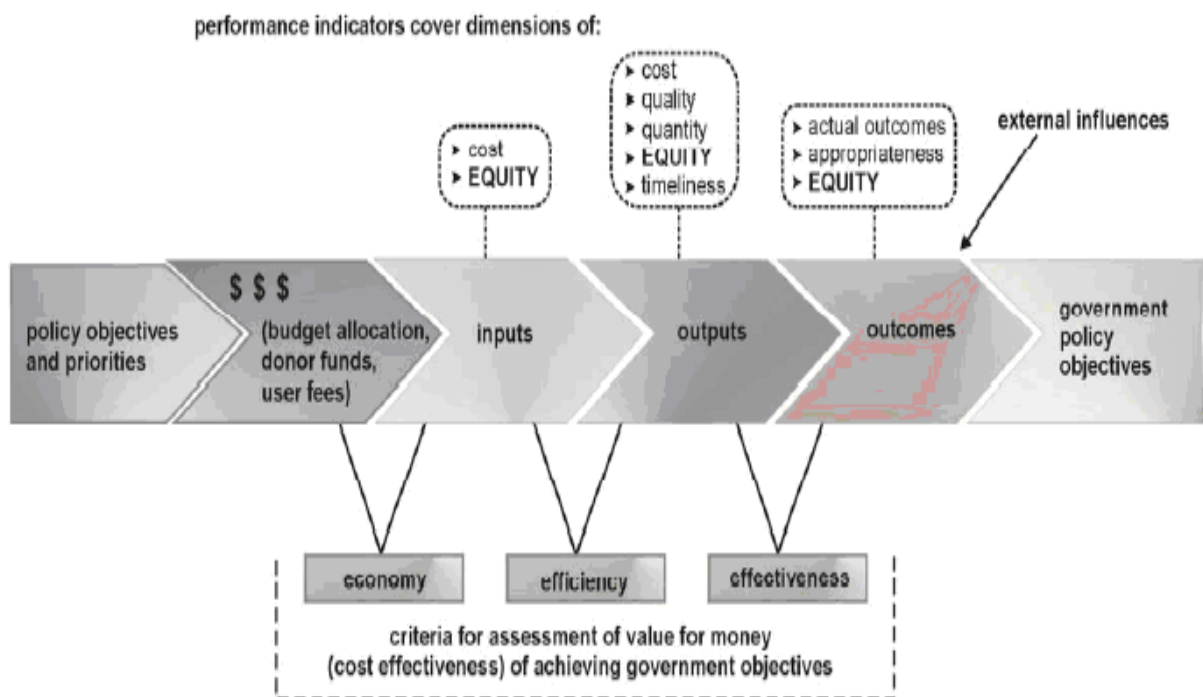 performance indicators cover dimensions of:
➤ cost
➤ EQUITY
➤ cost
➤ quality
➤ quantity
➤ EQUITY
➤ timeliness
➤ actual outcomes
➤ appropriateness
➤ EQUITY
external influences
policy objectives
and priorities
$ $ $
(budget allocation,
donor funds,
user fees)
inputs
outputs
outcomes
government
policy
objectives
economy
efficiency
effectiveness
criteria for assessment of value for money
(cost effectiveness) of achieving government objectives